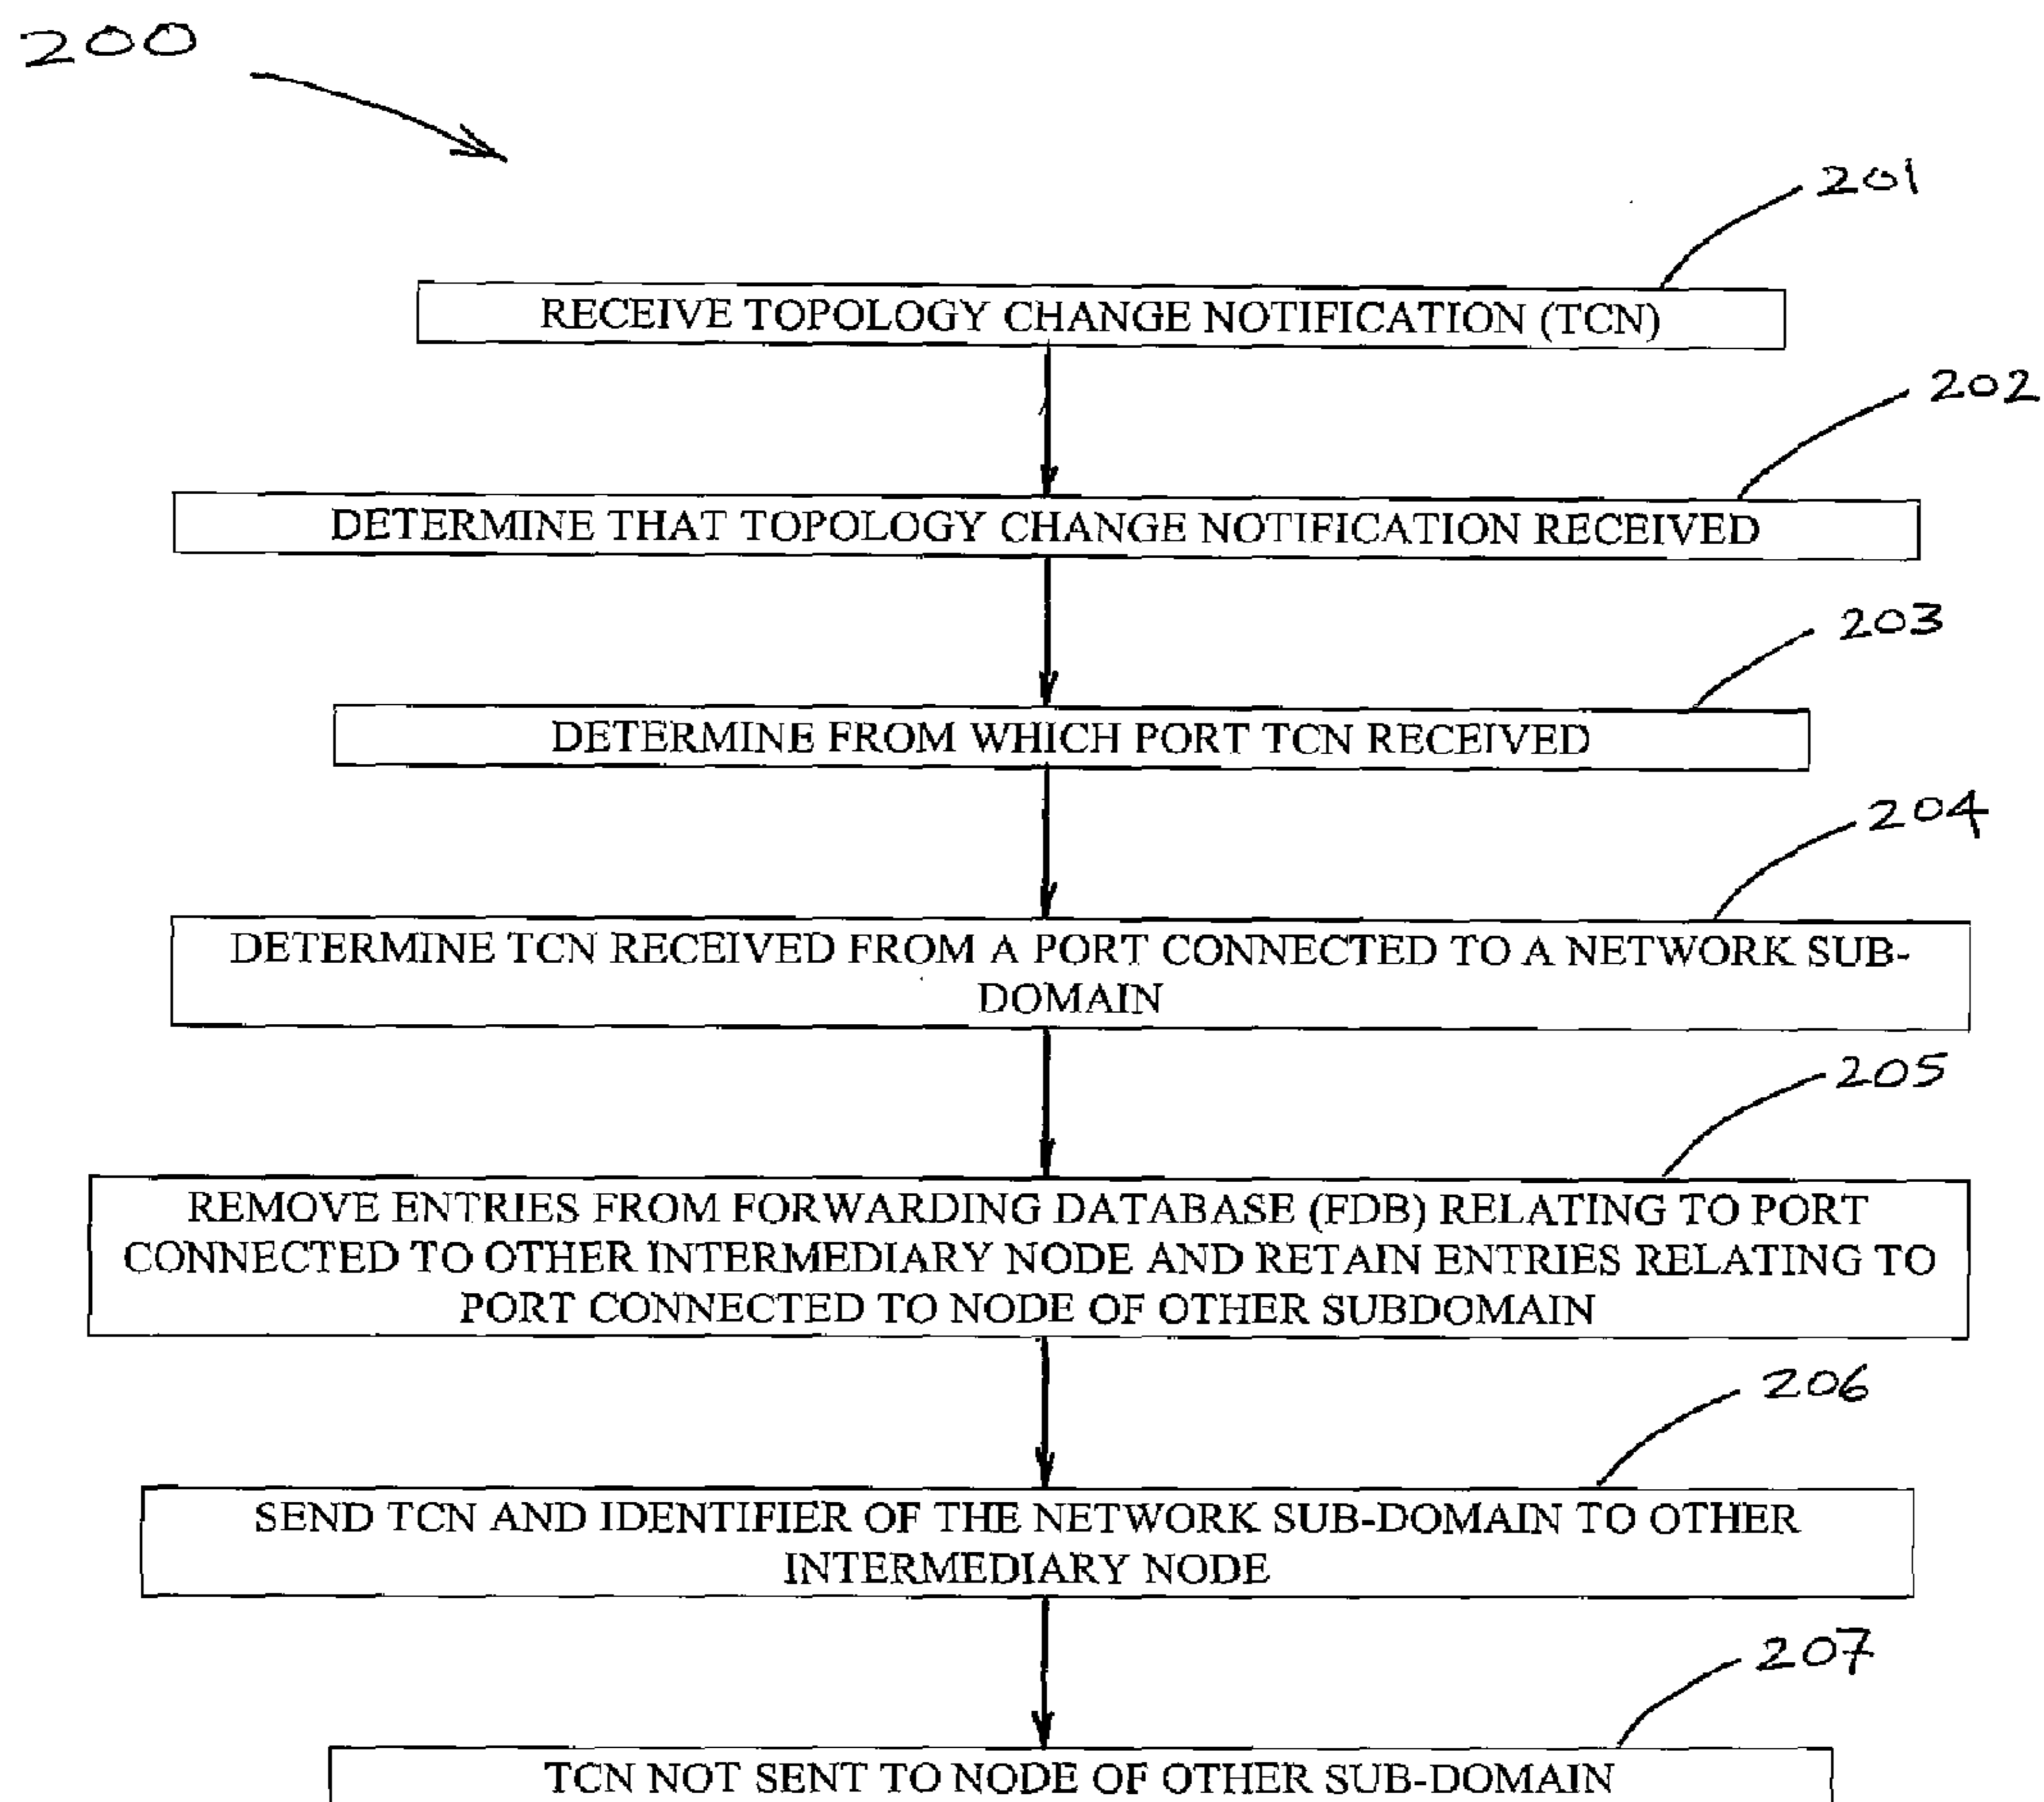 200
201
RECEIVE TOPOLOGY CHANGE NOTIFICATION (TCN)
202
DETERMINE THAT TOPOLOGY CHANGE NOTIFICATION RECEIVED
203
DETERMINE FROM WHICH PORT TCN RECEIVED
204
DETERMINE TCN RECEIVED FROM A PORT CONNECTED TO A NETWORK SUB-
DOMAIN
205
REMOVE ENTRIES FROM FORWARDING DATABASE (FDB) RELATING TO PORT
CONNECTED TO OTHER INTERMEDIARY NODE AND RETAIN ENTRIES RELATING TO
PORT CONNECTED TO NODE OF OTHER SUBDOMAIN
206
SEND TCN AND IDENTIFIER OF THE NETWORK SUB-DOMAIN TO OTHER
INTERMEDIARY NODE
207
TCN NOT SENT TO NODE OF OTHER SUB-DOMAIN